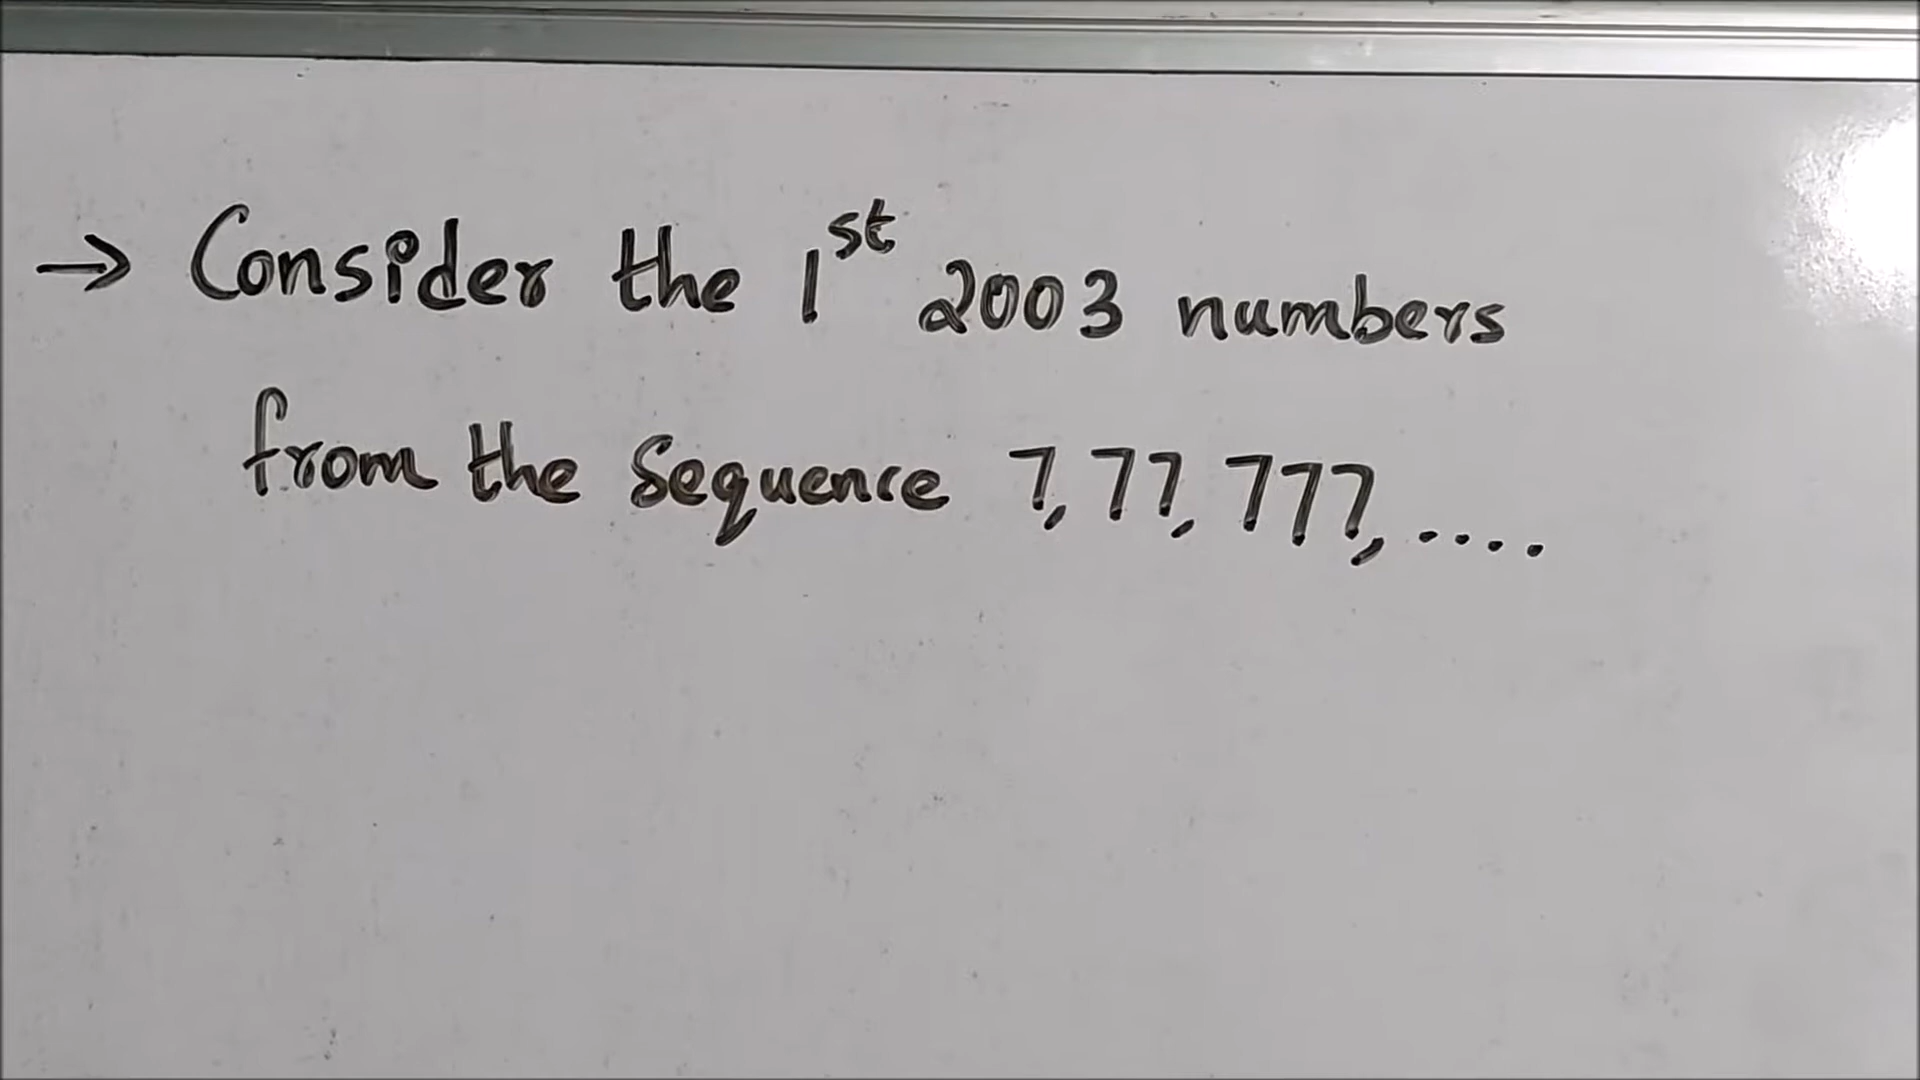 → Consider the 1st 2003 numbers
from the Sequence 7, 77, 777, ....